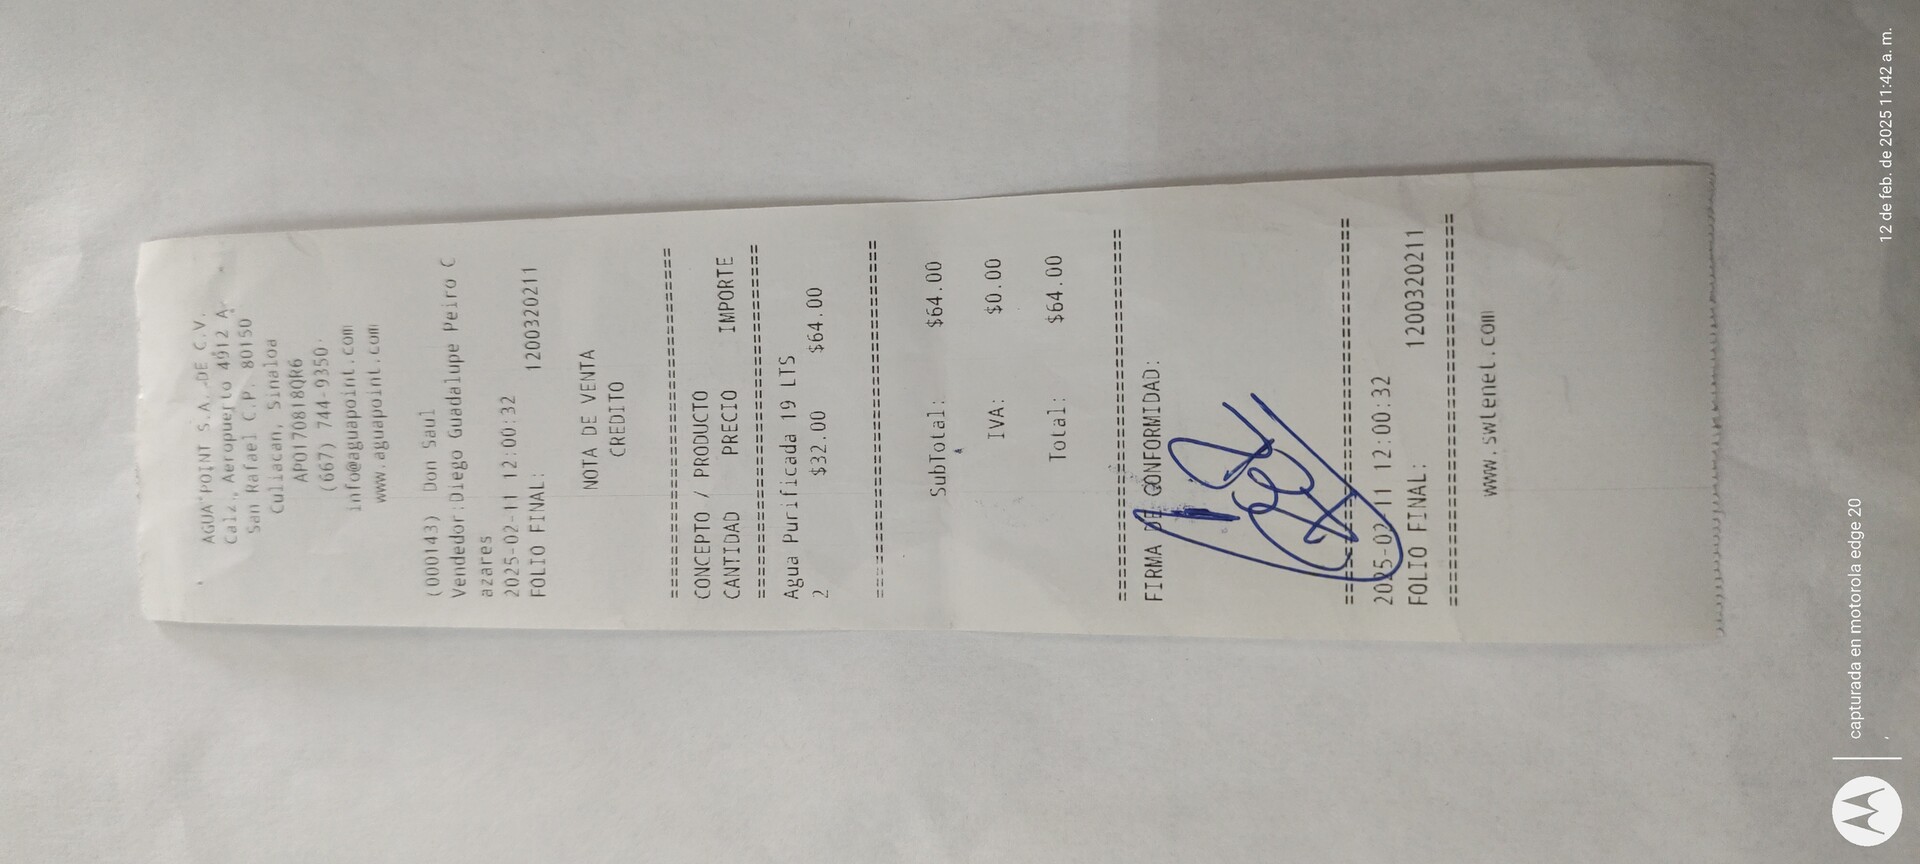 AGUA POINT S.A. DE C.V.
Calz. Aeropuerto 4912 A
San Rafael C.P. 80150
Culiacan, Sinaloa
APO170818QR6
(667) 744-9350
info@aguapoint.com
www.aguapoint.com
(000143) Don Saul
Vendedor:Diego Guadalupe Peiro C
azares
2025-02-11 12:00:32
FOLIO FINAL: 1200320211
NOTA DE VENTA
CREDITO
================================
CONCEPTO / PRODUCTO
CANTIDAD PRECIO IMPORTE
================================
Agua Purificada 19 LTS
2 $32.00 $64.00
================================
SubTotal: $64.00
IVA: $0.00
Total: $64.00
================================
FIRMA DE CONFORMIDAD:
================================
2025-02-11 12:00:32
FOLIO FINAL: 1200320211
================================
www.swtenet.com
capturada en motorola edge 20
12 de feb. de 2025 11:42 a. m.